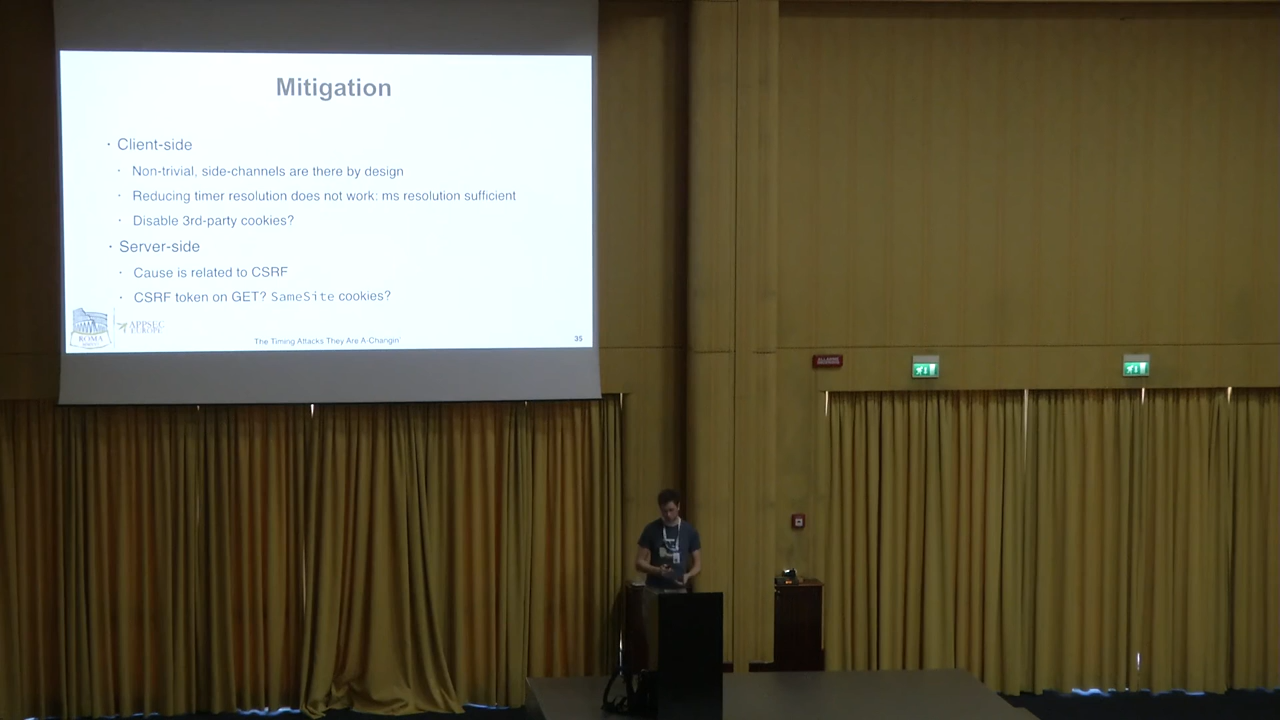 Mitigation
· Client-side
· Non-trivial, side-channels are there by design
· Reducing timer resolution does not work: ms resolution sufficient
· Disable 3rd-party cookies?
· Server-side
· Cause is related to CSRF
· CSRF token on GET? SameSite cookies?
ROMA
APPSEC
EUROPE
The Timing Attacks They Are A-Changin'
35